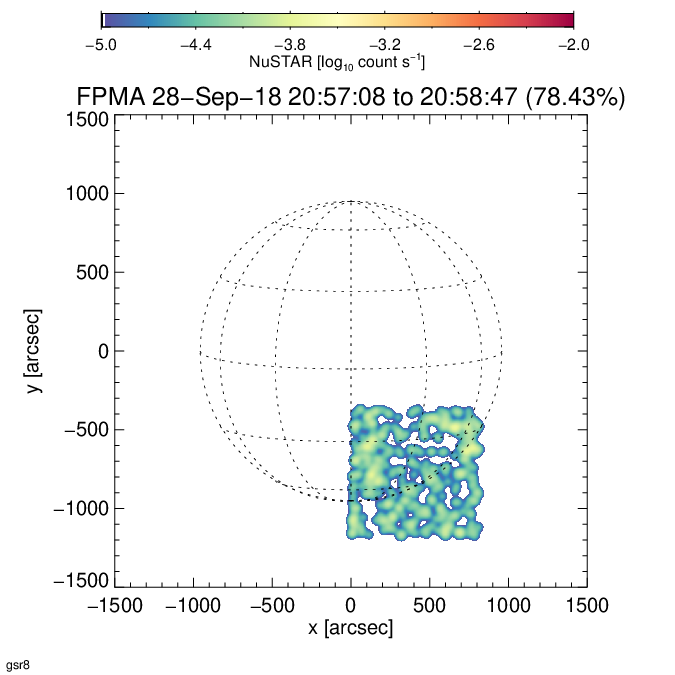 −5.0 −4.4 −3.8 −3.2 −2.6 −2.0
NuSTAR [log₁₀ count s⁻¹]
FPMA 28−Sep−18 20:57:08 to 20:58:47 (78.43%)
1500
1000
500
0
−500
−1000
−1500
y [arcsec]
−1500 −1000 −500 0 500 1000 1500
x [arcsec]
gsr8